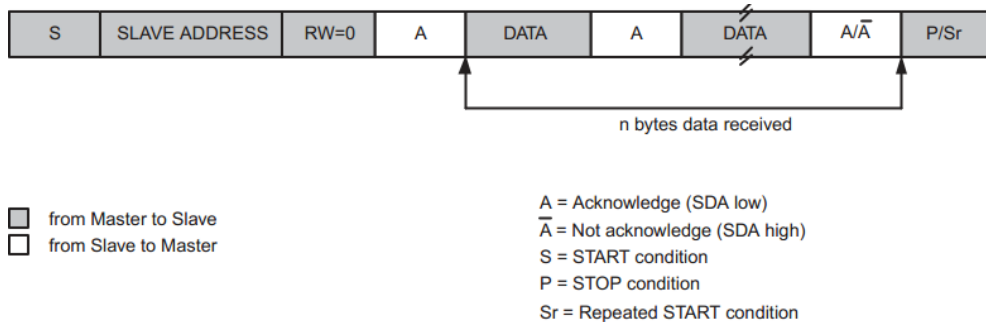 S SLAVE ADDRESS RW=0 A DATA A DATA A/A̅ P/Sr
n bytes data received
from Master to Slave
from Slave to Master
A = Acknowledge (SDA low)
A̅ = Not acknowledge (SDA high)
S = START condition
P = STOP condition
Sr = Repeated START condition